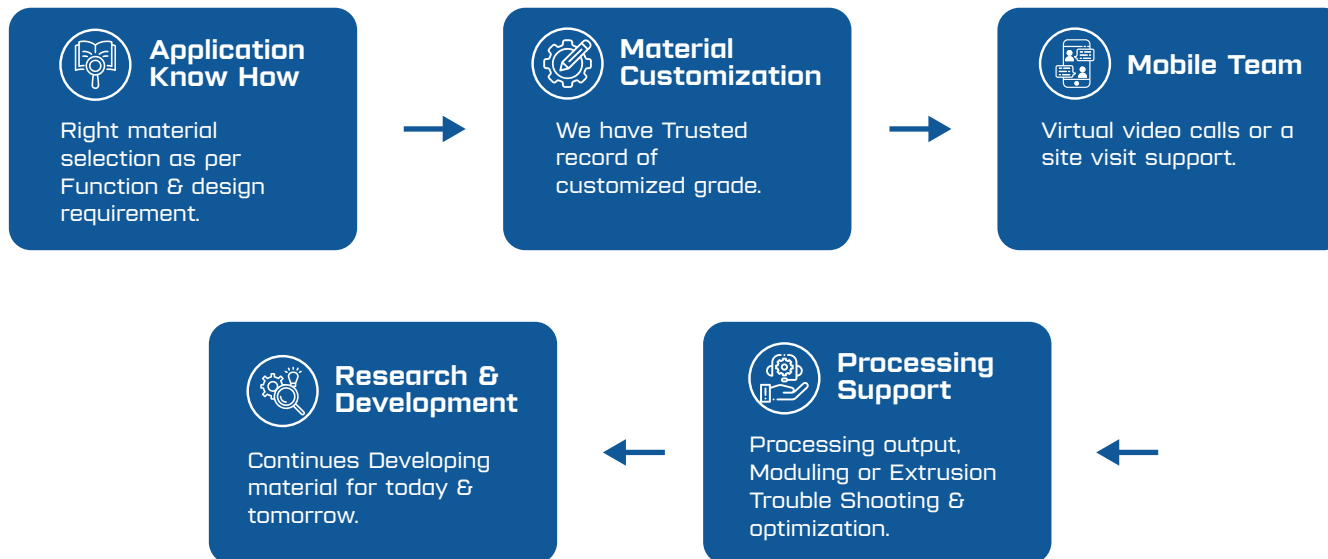 Application
Know How
Right material
selection as per
Function & design
requirement.
Material
Customization
We have Trusted
record of
customized grade.
Mobile Team
Virtual video calls or a
site visit support.
Processing
Support
Processing output,
Moduling or Extrusion
Trouble Shooting &
optimization.
Research &
Development
Continues Developing
material for today &
tomorrow.